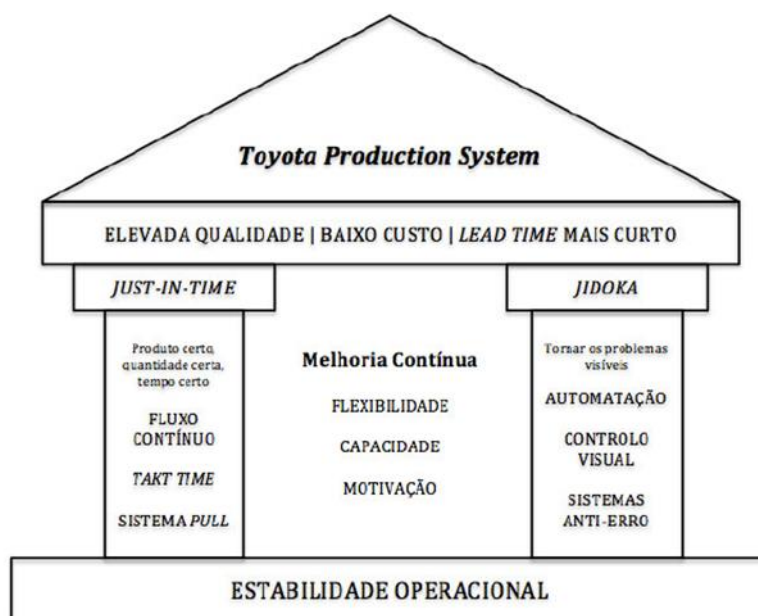 Toyota Production System
ELEVADA QUALIDADE | BAIXO CUSTO | LEAD TIME MAIS CURTO
JUST-IN-TIME
Produto certo,
quantidade certa,
tempo certo
FLUXO
CONTÍNUO
TAKT TIME
SISTEMA PULL
Melhoria Contínua
FLEXIBILIDADE
CAPACIDADE
MOTIVAÇÃO
JIDOKA
Tornar os problemas
visíveis
AUTOMATAÇÃO
CONTROLO
VISUAL
SISTEMAS
ANTI-ERRO
ESTABILIDADE OPERACIONAL